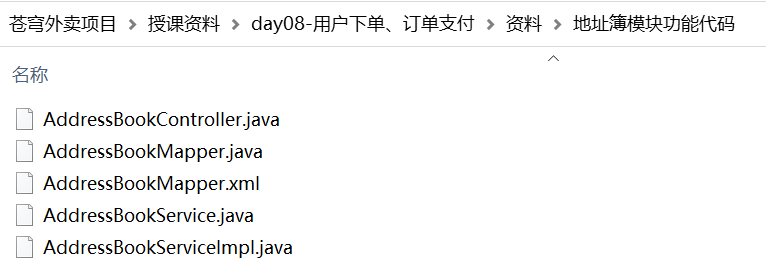 苍穹外卖项目 > 授课资料 > day08-用户下单、订单支付 > 资料 > 地址簿模块功能代码
名称
AddressBookController.java
AddressBookMapper.java
AddressBookMapper.xml
AddressBookService.java
AddressBookServiceImpl.java